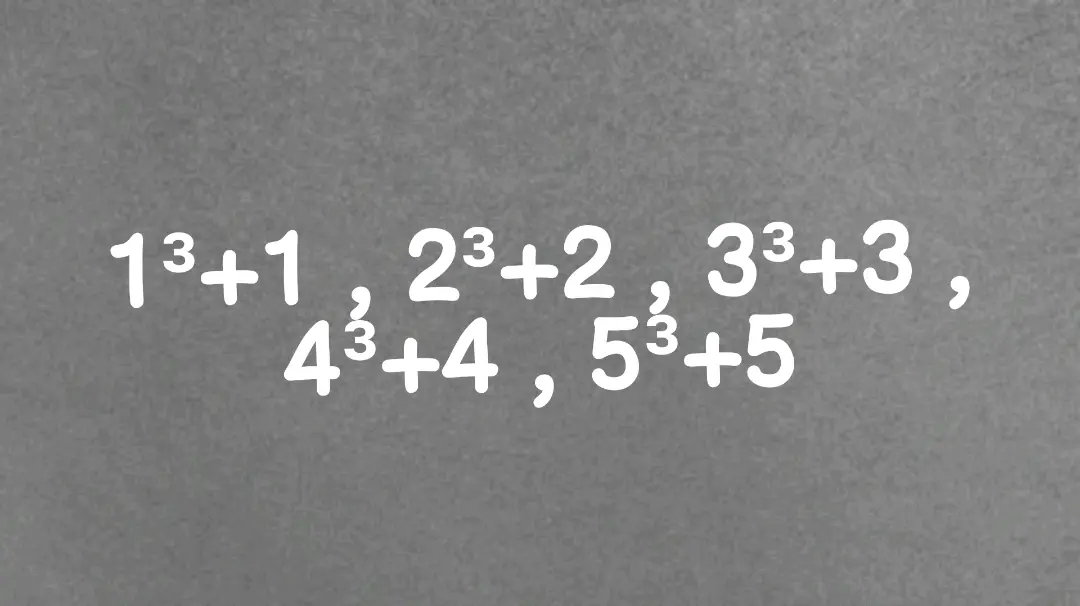 1³+1 , 2³+2 , 3³+3 ,
4³+4 , 5³+5